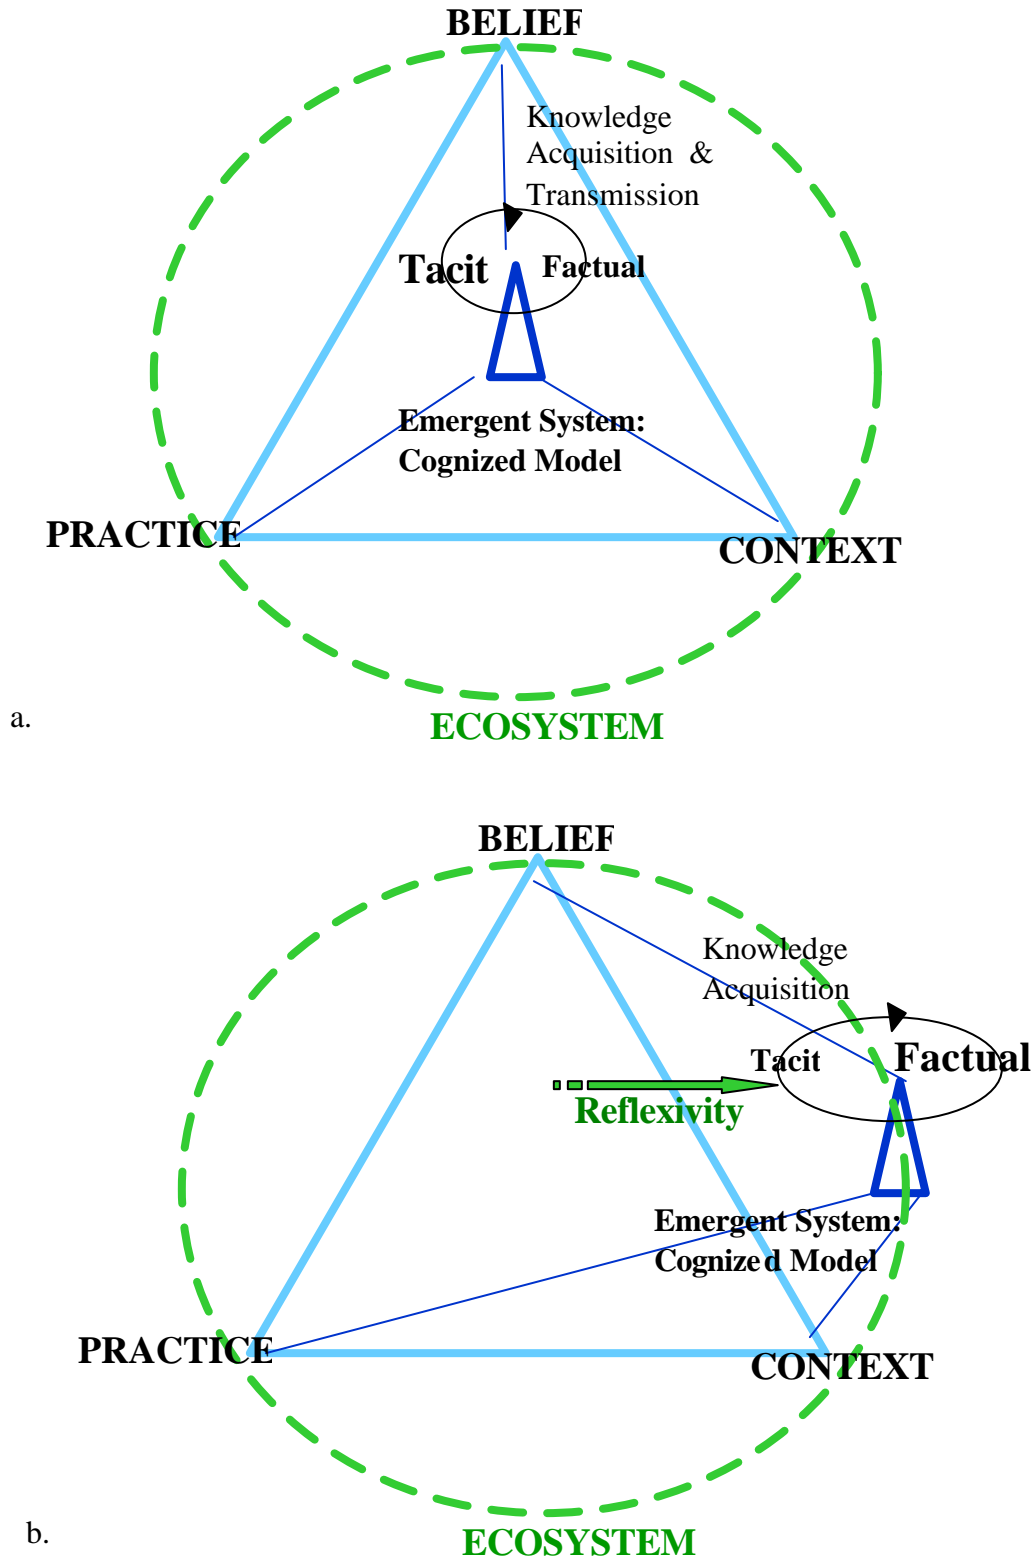 BELIEF
Knowledge
Acquisition &
Transmission
Tacit Factual
Emergent System:
Cognized Model
PRACTICE
CONTEXT
a.
ECOSYSTEM
BELIEF
Knowledge
Acquisition
Tacit Factual
Reflexivity
Emergent System:
Cognized Model
PRACTICE
CONTEXT
b.
ECOSYSTEM